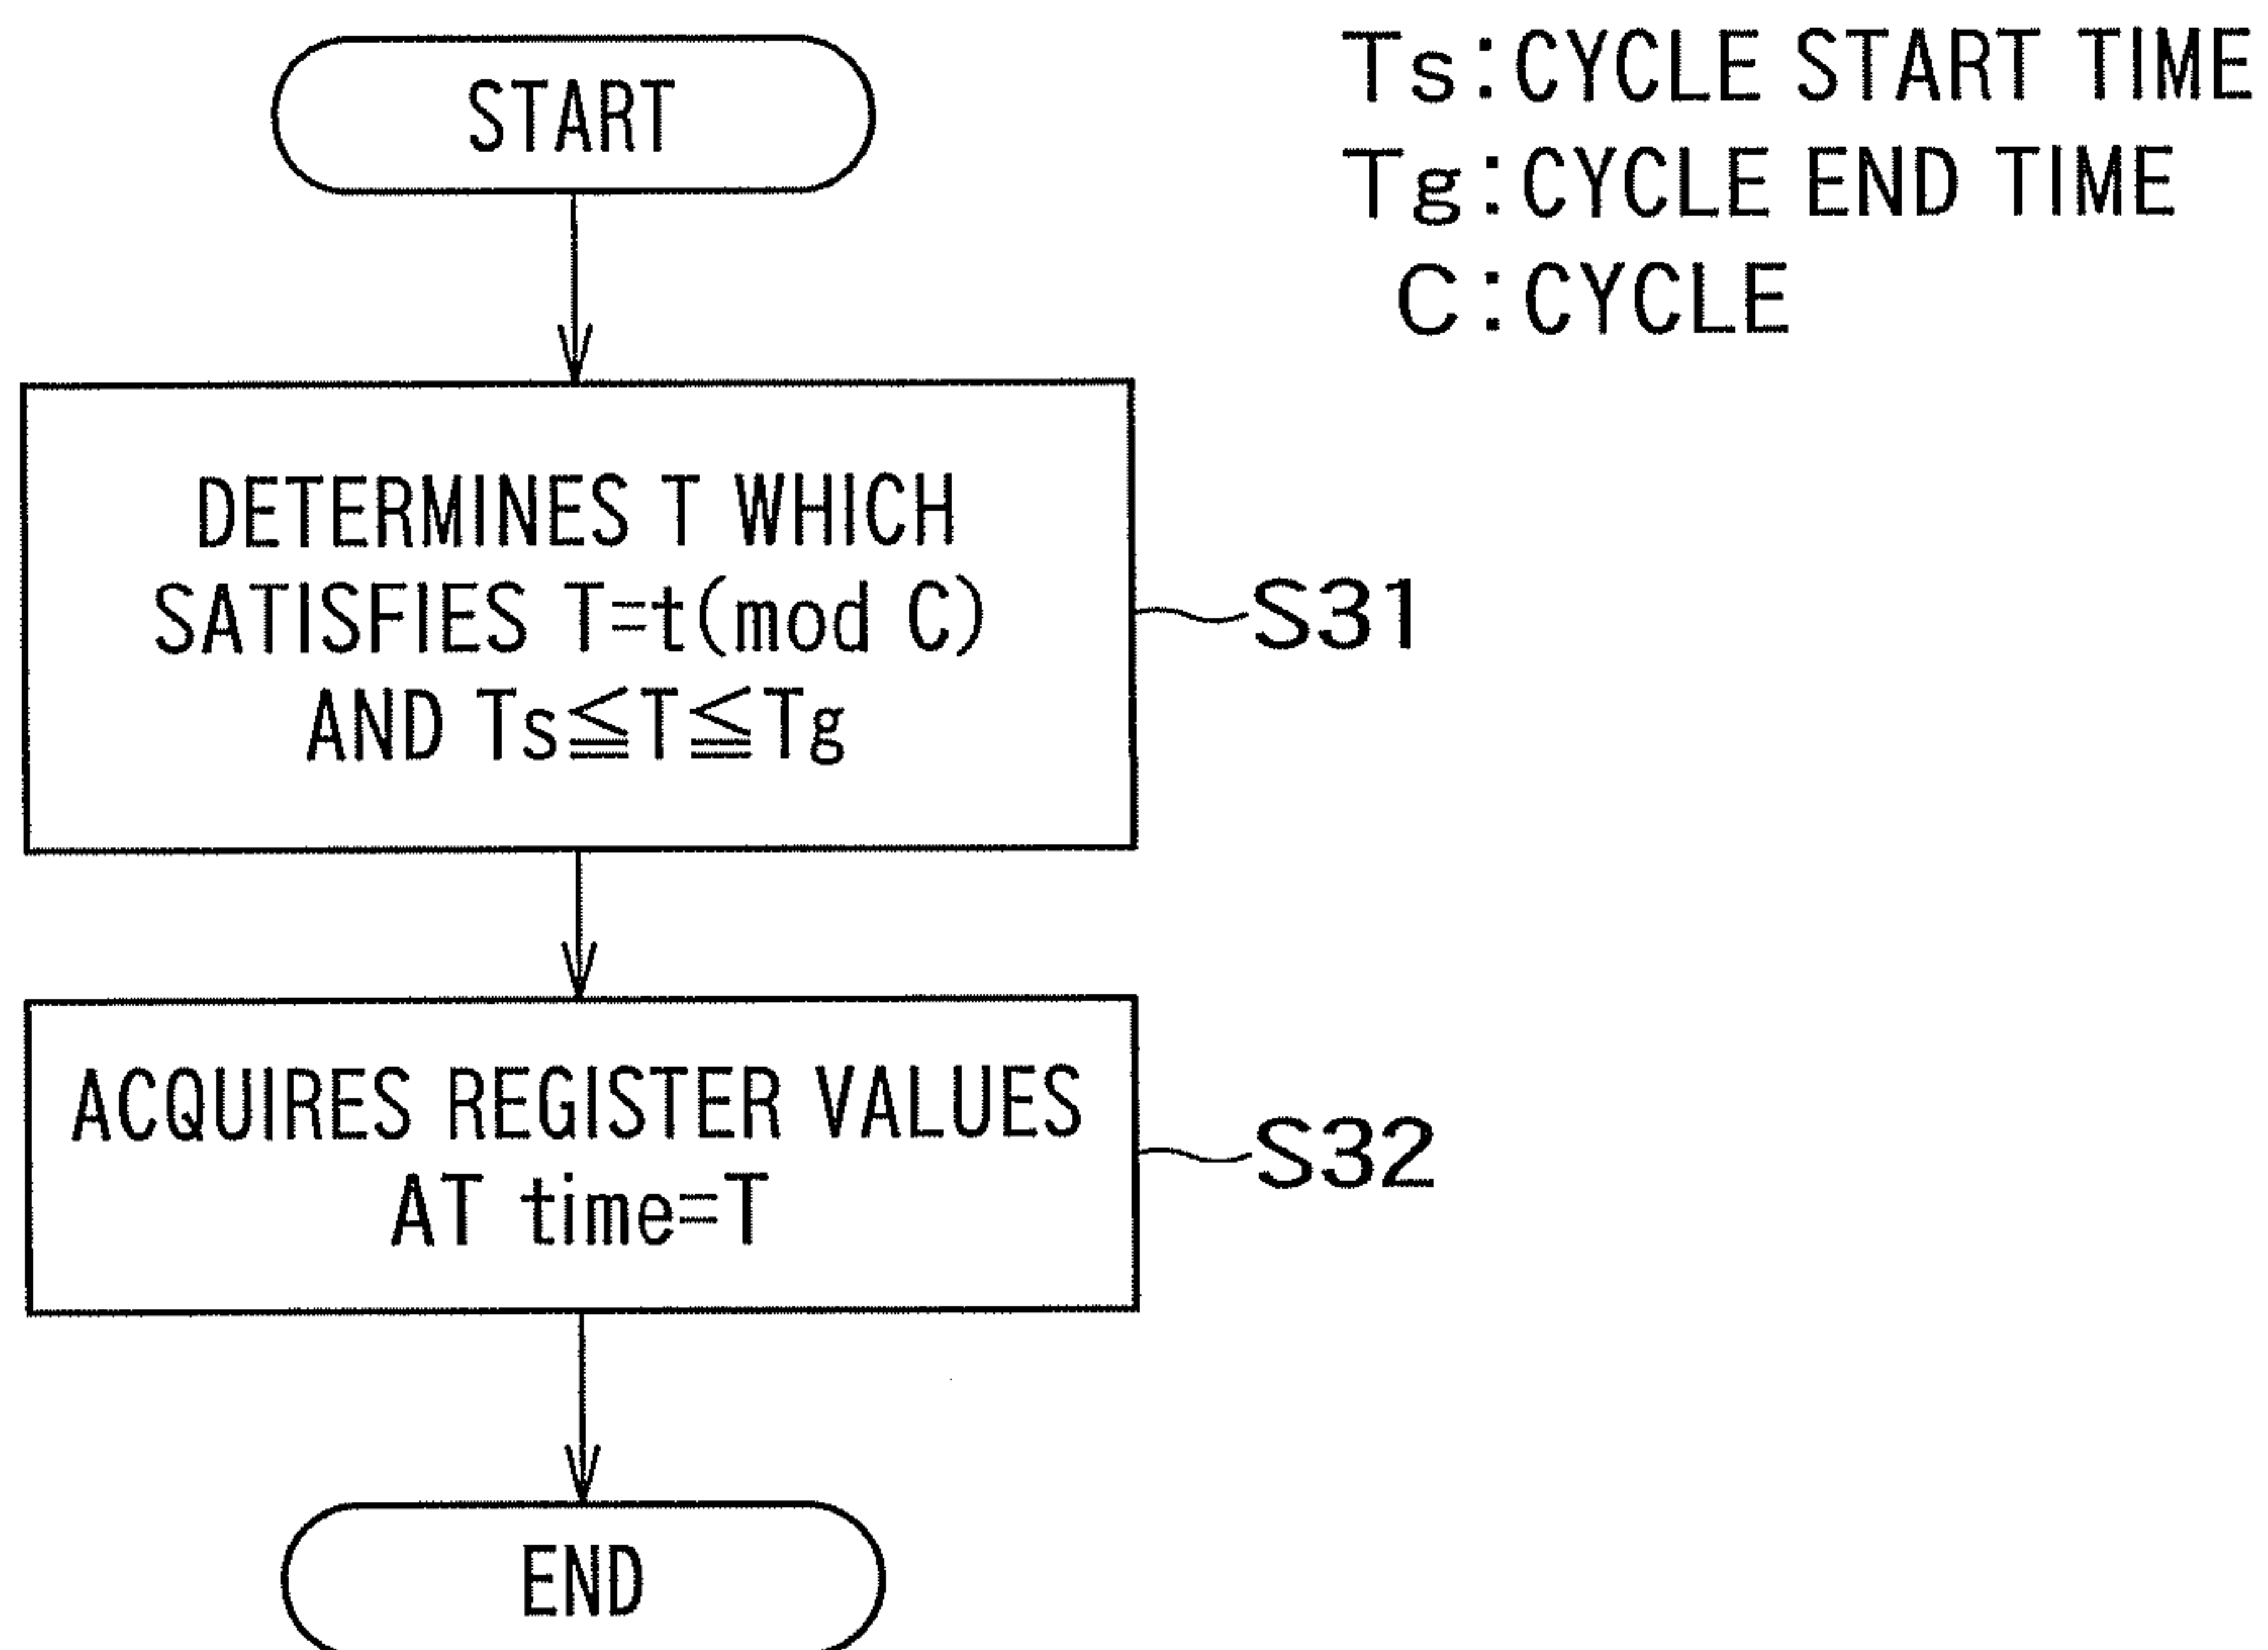 START
Ts:CYCLE START TIME
Tg:CYCLE END TIME
C:CYCLE
DETERMINES T WHICH
SATISFIES T=t(mod C)
AND Ts≦T≦Tg
S31
ACQUIRES REGISTER VALUES
AT time=T
S32
END